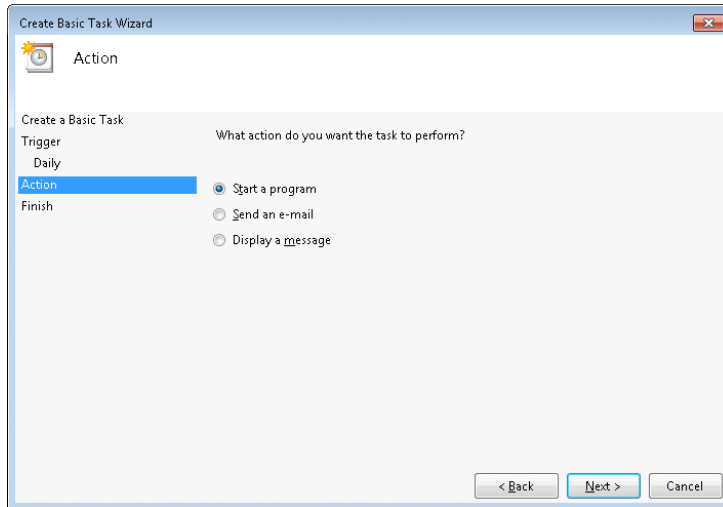 Create Basic Task Wizard
Action
Create a Basic Task
Trigger
Daily
Action
Finish
What action do you want the task to perform?
Start a program
Send an e-mail
Display a message
< Back
Next >
Cancel